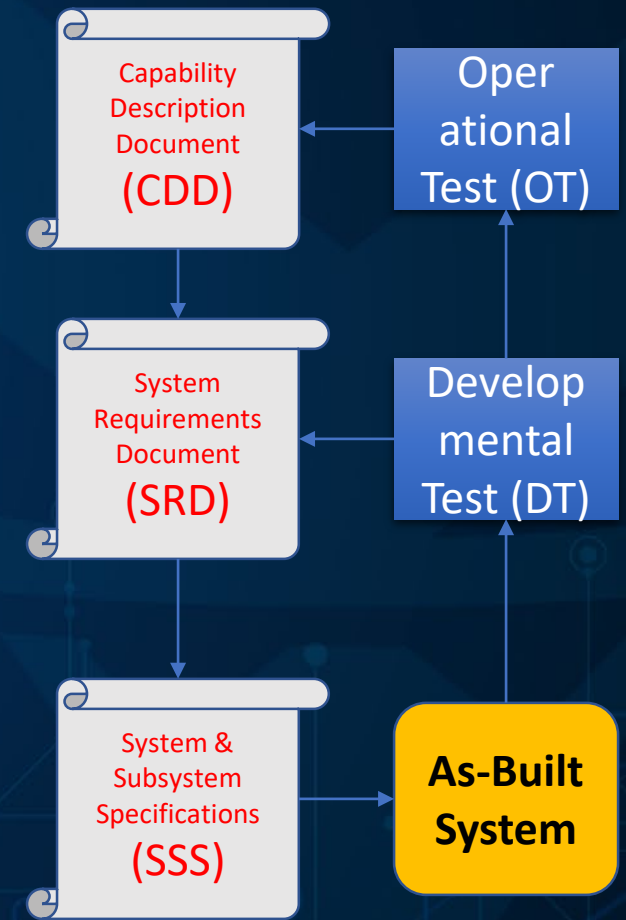 Capability
Description
Document
(CDD)
Oper
ational
Test (OT)
System
Requirements
Document
(SRD)
Develop
mental
Test (DT)
System &
Subsystem
Specifications
(SSS)
As-Built
System